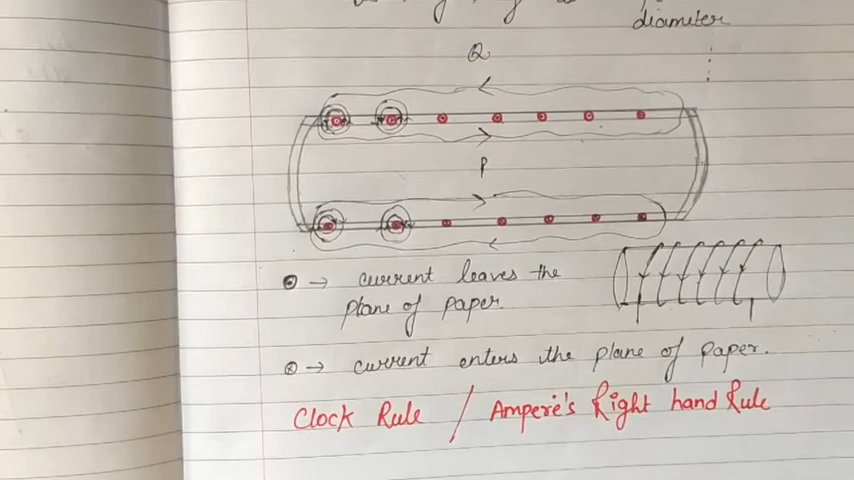 diameter
Q
P
⊙ → current leaves the
plane of paper.
⊗ → current enters the plane of paper.
Clock Rule / Ampere's Right hand Rule